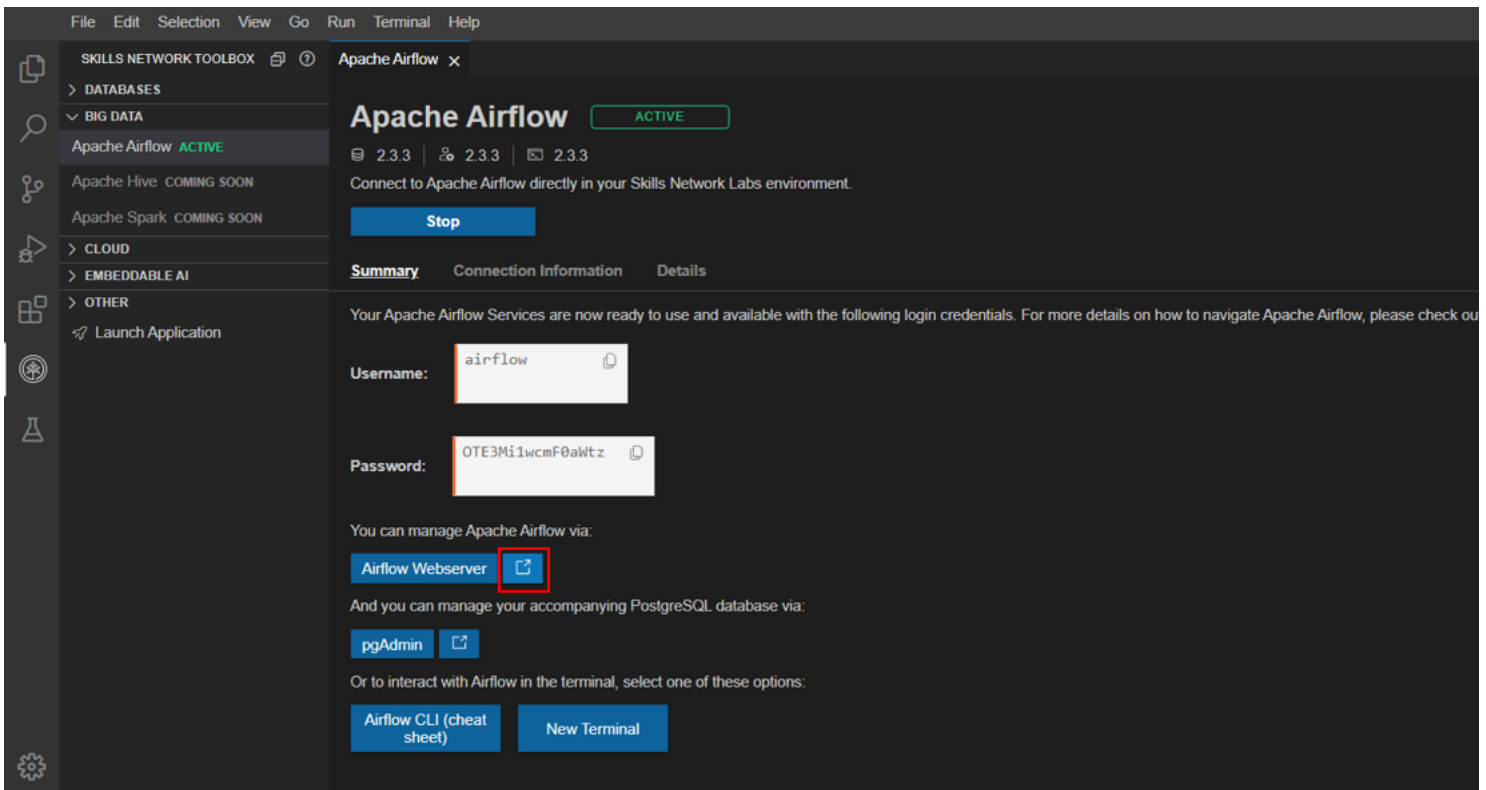 File Edit Selection View Go Run Terminal Help
SKILLS NETWORK TOOLBOX
DATABASES
BIG DATA
Apache Airflow ACTIVE
Apache Hive COMING SOON
Apache Spark COMING SOON
CLOUD
EMBEDDABLE AI
OTHER
Launch Application
Apache Airflow
Apache Airflow ACTIVE
2.3.3 2.3.3 2.3.3
Connect to Apache Airflow directly in your Skills Network Labs environment.
Stop
Summary Connection Information Details
Your Apache Airflow Services are now ready to use and available with the following login credentials. For more details on how to navigate Apache Airflow, please check ou
Username: airflow
Password: OTE3Mi1wcmF0aWtz
You can manage Apache Airflow via:
Airflow Webserver
And you can manage your accompanying PostgreSQL database via:
pgAdmin
Or to interact with Airflow in the terminal, select one of these options:
Airflow CLI (cheat
sheet)
New Terminal